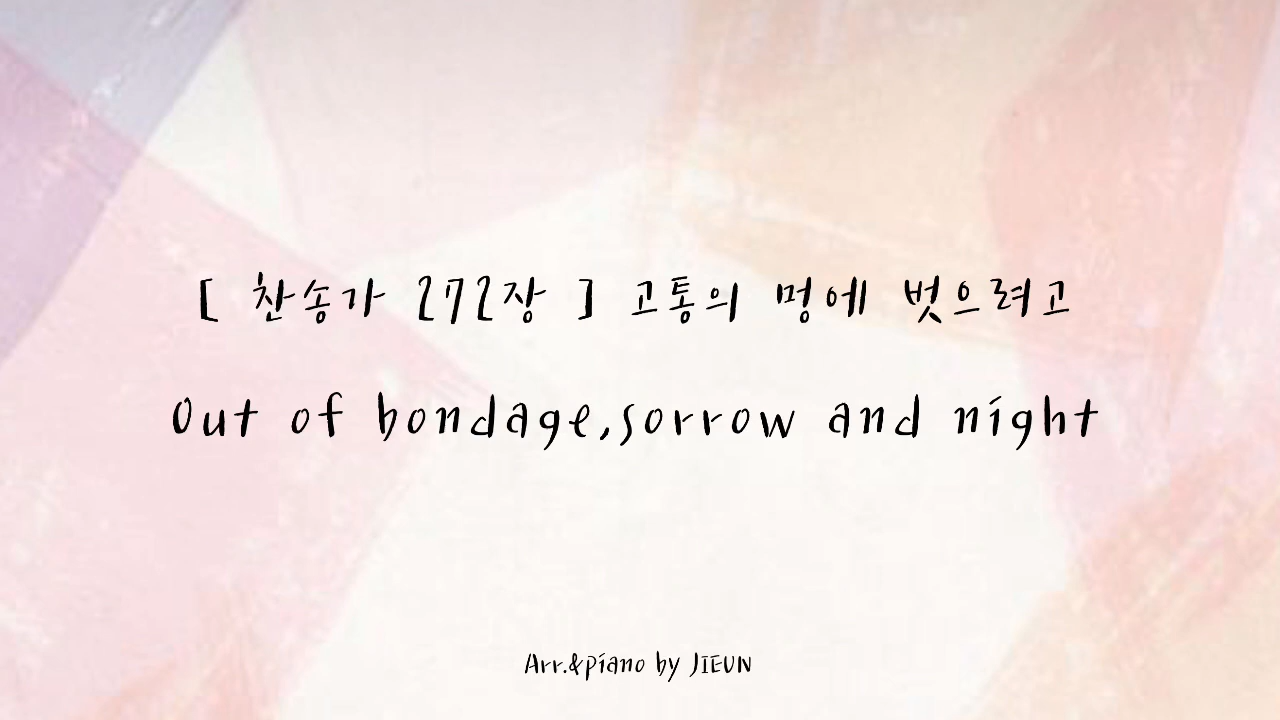 [ 찬송가 272장 ] 고통의 멍에 벗으려고
Out of bondage,sorrow and night
Arr.&piano by JIEUN